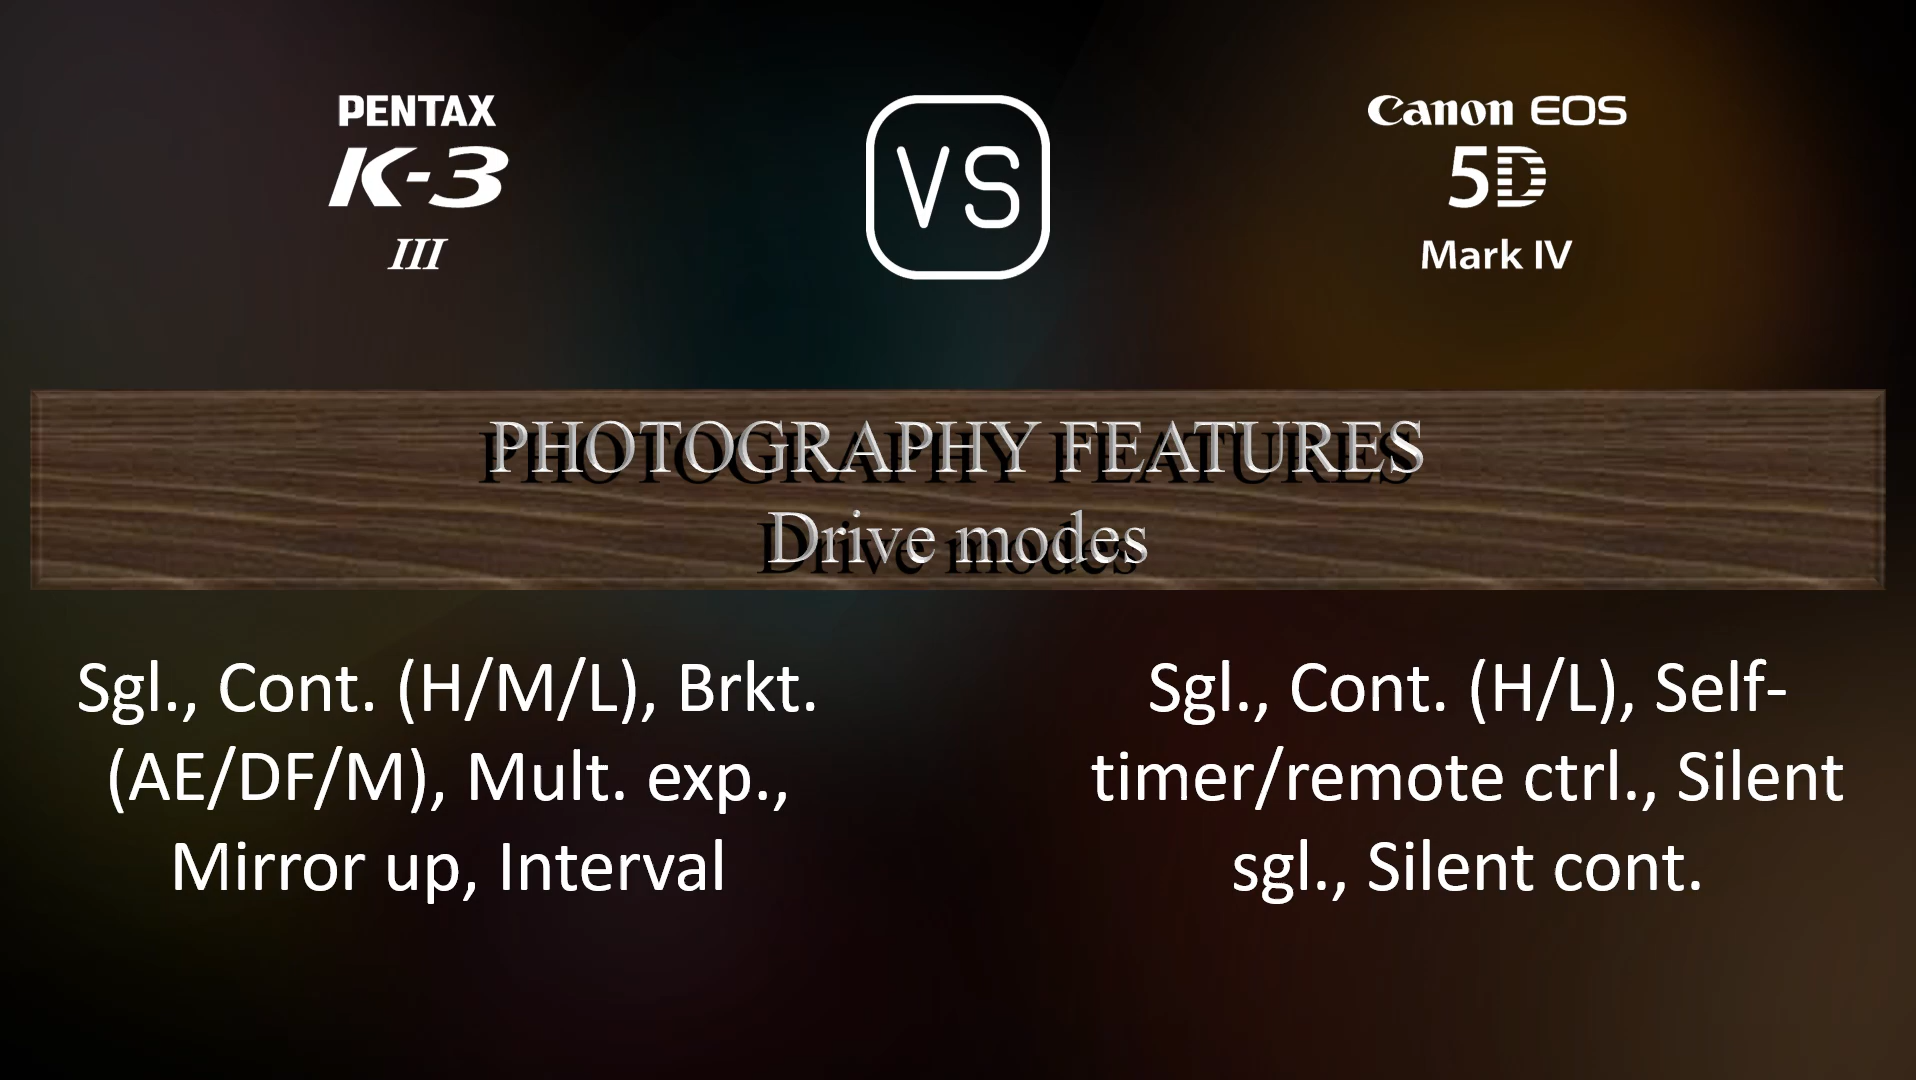 PENTAX
K-3
III
VS
Canon EOS
5D
Mark IV
PHOTOGRAPHY FEATURES
Drive modes
Sgl., Cont. (H/M/L), Brkt.
(AE/DF/M), Mult. exp.,
Mirror up, Interval
Sgl., Cont. (H/L), Self-
timer/remote ctrl., Silent
sgl., Silent cont.